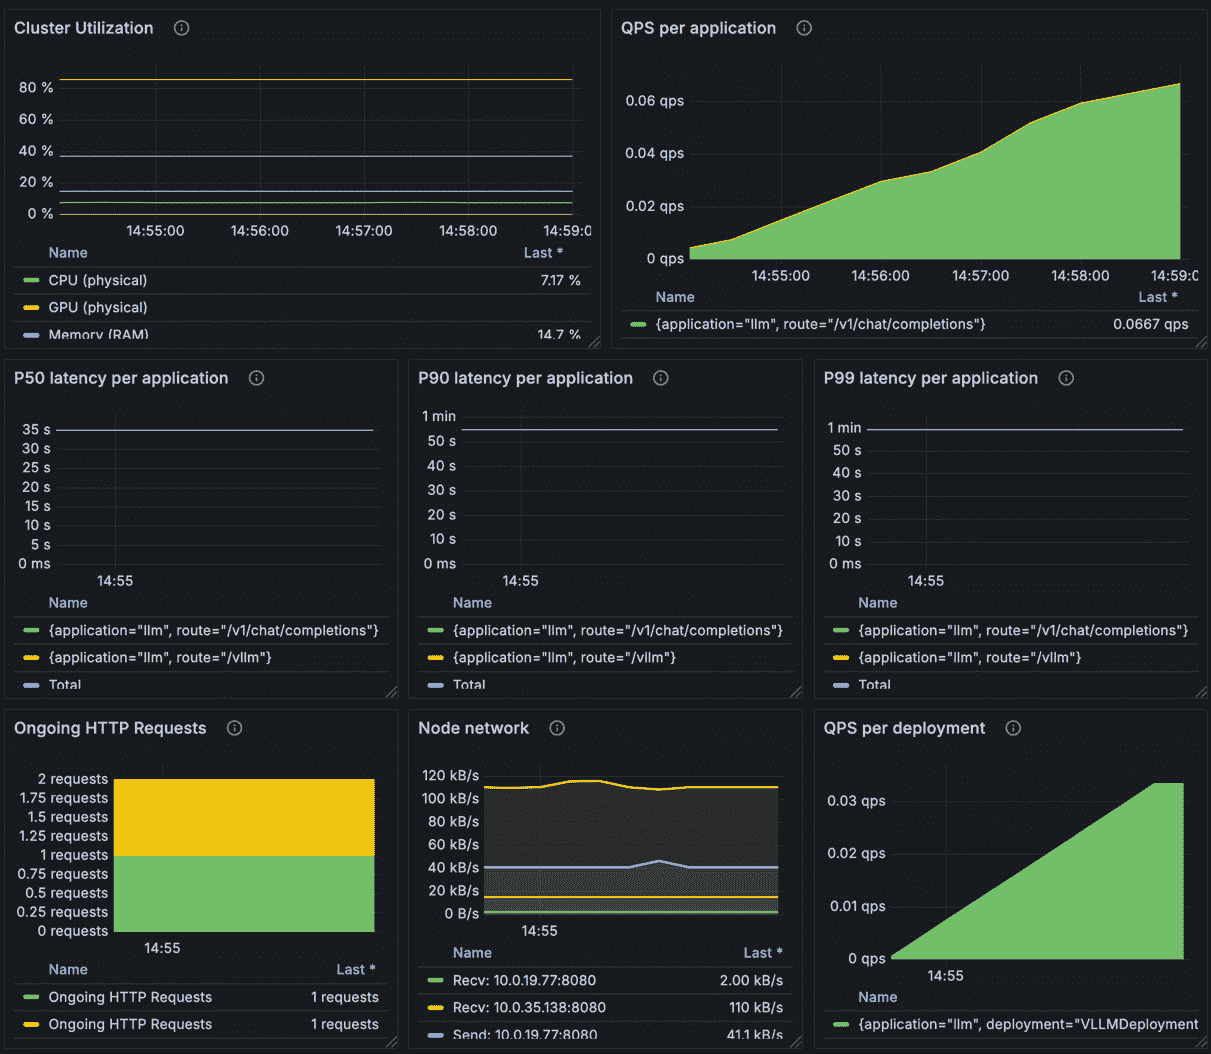 Cluster Utilization
80 %
60 %
40 %
20 %
0 %
14:55:00 14:56:00 14:57:00 14:58:00 14:59:0
Name Last *
CPU (physical) 7.17 %
GPU (physical)
Memory (RAM) 14.7 %
QPS per application
0.06 qps
0.04 qps
0.02 qps
0 qps
14:55:00 14:56:00 14:57:00 14:58:00 14:59:0
Name Last *
{application="llm", route="/v1/chat/completions"} 0.0667 qps
P50 latency per application
35 s
30 s
25 s
20 s
15 s
10 s
5 s
0 ms
14:55
Name
{application="llm", route="/v1/chat/completions"}
{application="llm", route="/vllm"}
Total
P90 latency per application
1 min
50 s
40 s
30 s
20 s
10 s
0 ms
14:55
Name
{application="llm", route="/v1/chat/completions"}
{application="llm", route="/vllm"}
Total
P99 latency per application
1 min
50 s
40 s
30 s
20 s
10 s
0 ms
14:55
Name
{application="llm", route="/v1/chat/completions"}
{application="llm", route="/vllm"}
Total
Ongoing HTTP Requests
2 requests
1.75 requests
1.5 requests
1.25 requests
1 requests
0.75 requests
0.5 requests
0.25 requests
0 requests
14:55
Name Last *
Ongoing HTTP Requests 1 requests
Ongoing HTTP Requests 1 requests
Node network
120 kB/s
100 kB/s
80 kB/s
60 kB/s
40 kB/s
20 kB/s
0 B/s
14:55
Name Last *
Recv: 10.0.19.77:8080 2.00 kB/s
Recv: 10.0.35.138:8080 110 kB/s
Send: 10.0.19.77:8080 41.1 kB/s
QPS per deployment
0.03 qps
0.02 qps
0.01 qps
0 qps
14:55
Name
{application="llm", deployment="VLLMDeployment